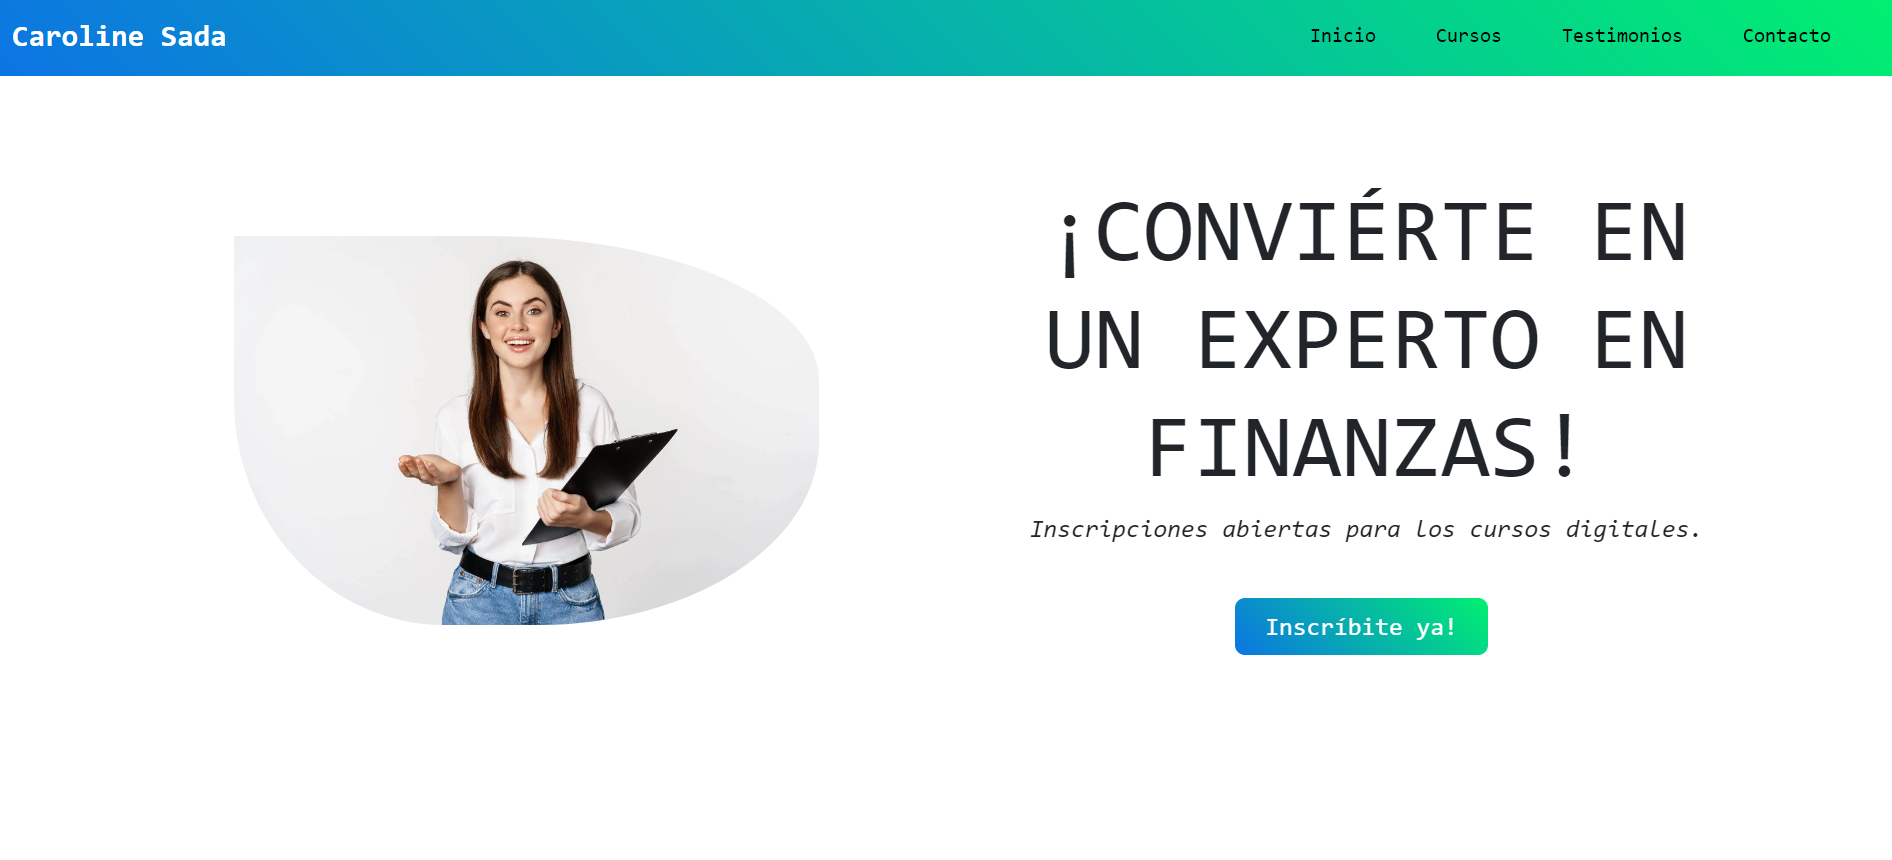 Caroline Sada
Inicio Cursos Testimonios Contacto
¡CONVIÉRTE EN
UN EXPERTO EN
FINANZAS!
Inscripciones abiertas para los cursos digitales.
Inscríbite ya!